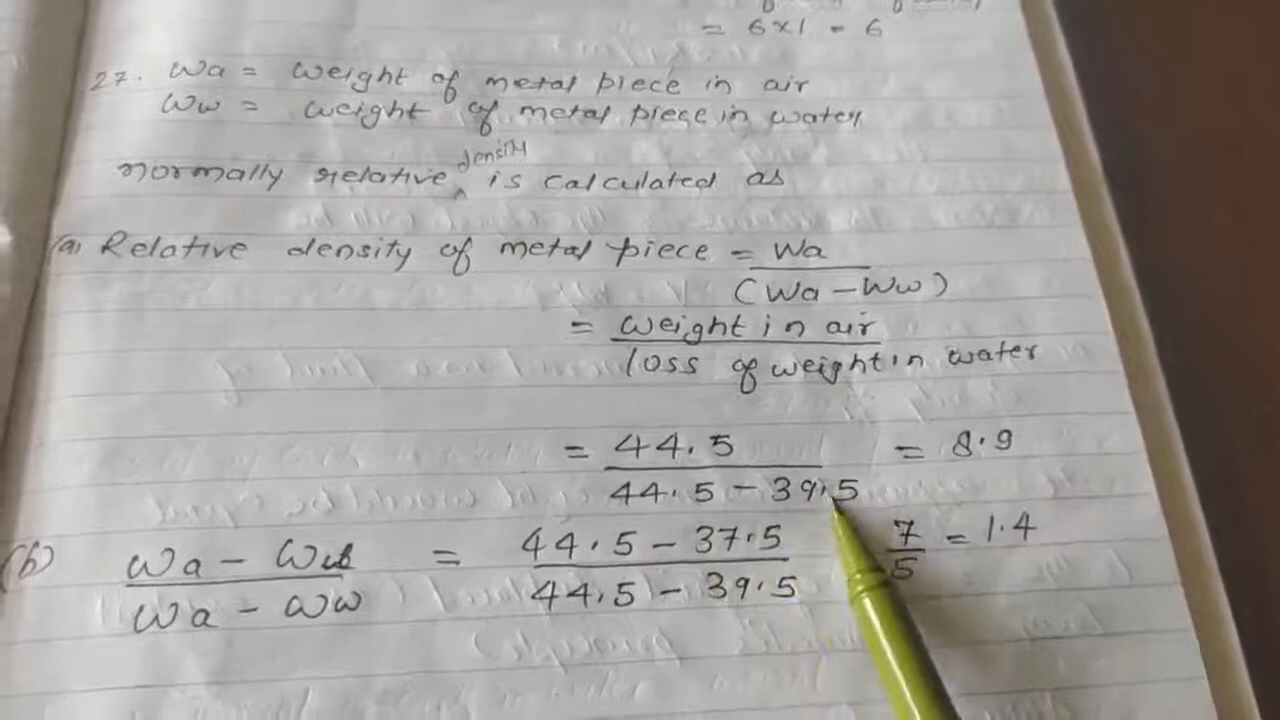 = 6×1 = 6
27. Wa = weight of metal piece in air
Ww = weight of metal piece in water
normally relative density is calculated as
(a) Relative density of metal piece = Wa
(Wa - Ww)
= weight in air
loss of weight in water
= 44.5 = 8.9
44.5 - 39.5
(b) Wa - = 44.5 - 37.5 7 = 1.4
Wa - Ww 44.5 - 39.5 5